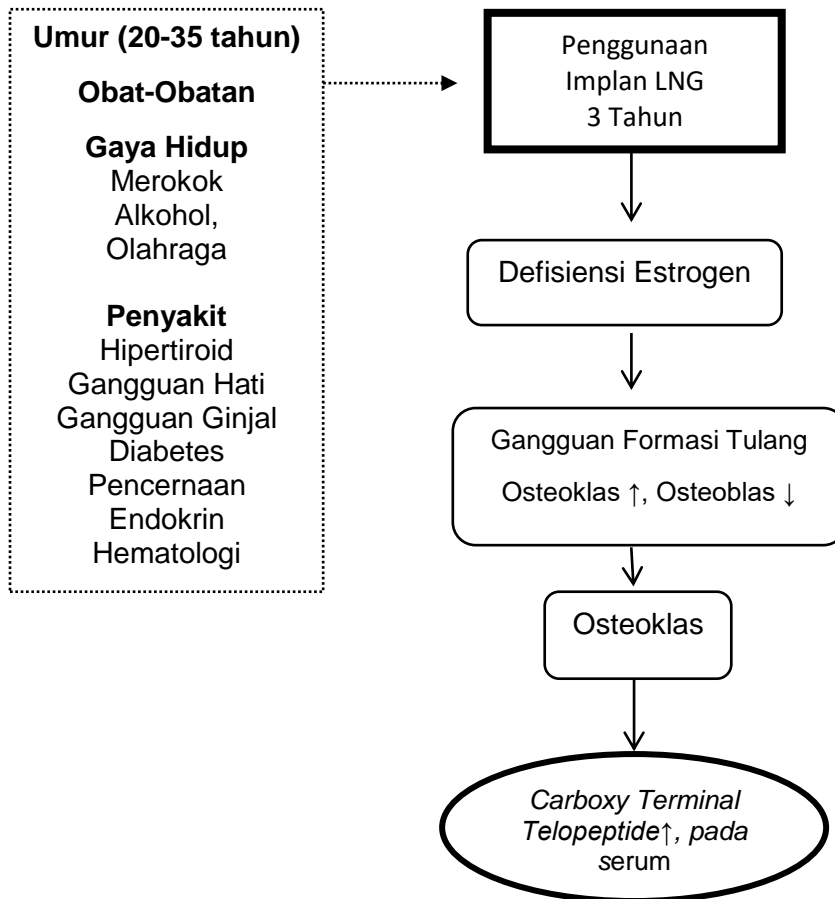 Umur (20-35 tahun)
Obat-Obatan
Gaya Hidup
Merokok
Alkohol,
Olahraga
Penyakit
Hipertiroid
Gangguan Hati
Gangguan Ginjal
Diabetes
Pencernaan
Endokrin
Hematologi
Penggunaan
Implan LNG
3 Tahun
Defisiensi Estrogen
Gangguan Formasi Tulang
Osteoklas ↑, Osteoblas ↓
Osteoklas
Carboxy Terminal
Telopeptide↑, pada
serum